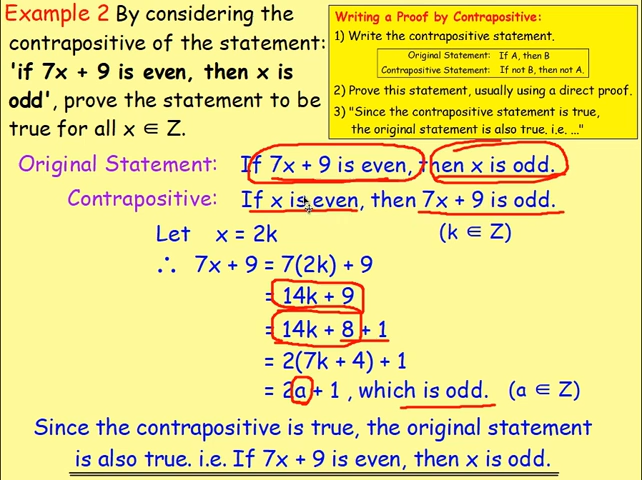 Example 2 By considering the
contrapositive of the statement:
'if 7x + 9 is even, then x is
odd', prove the statement to be
true for all x ∈ Z.
Writing a Proof by Contrapositive:
1) Write the contrapositive statement.
Original Statement: If A, then B
Contrapositive Statement: If not B, then not A.
2) Prove this statement, usually using a direct proof.
3) "Since the contrapositive statement is true,
the original statement is also true. i.e. ..."
Original Statement: If 7x + 9 is even, then x is odd.
Contrapositive: If x is even, then 7x + 9 is odd.
Let x = 2k (k ∈ Z)
∴ 7x + 9 = 7(2k) + 9
= 14k + 9
= 14k + 8 + 1
= 2(7k + 4) + 1
= 2a + 1 , which is odd. (a ∈ Z)
Since the contrapositive is true, the original statement
is also true. i.e. If 7x + 9 is even, then x is odd.